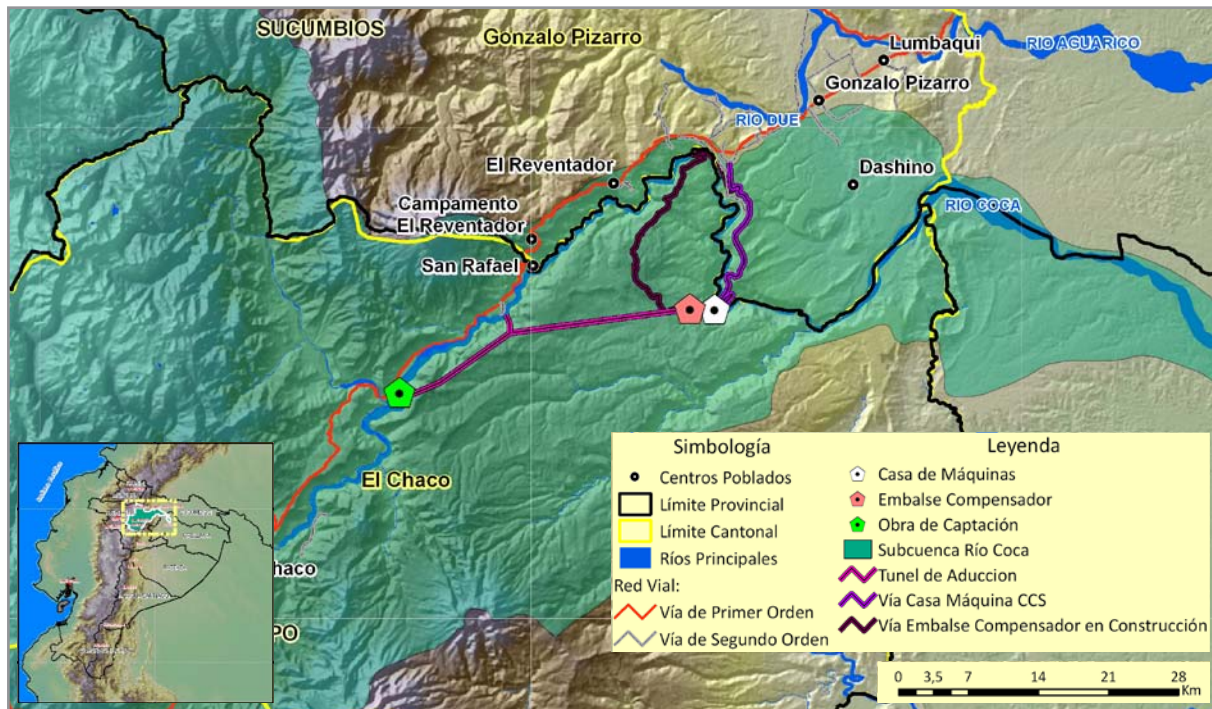 SUCUMBIOS
Gonzalo Pizarro
Lumbaqui
RIO AGUARICO
Gonzalo Pizarro
RIO DUE
El Reventador
Dashino
Campamento
El Reventador
RIO COCA
San Rafael
El Chaco
haco
PO
Simbología
Centros Poblados
Límite Provincial
Límite Cantonal
Ríos Principales
Red Vial:
Vía de Primer Orden
Vía de Segundo Orden
Leyenda
Casa de Máquinas
Embalse Compensador
Obra de Captación
Subcuenca Río Coca
Tunel de Aduccion
Vía Casa Máquina CCS
Vía Embalse Compensador en Construcción
0 3,5 7 14 21 28
Km